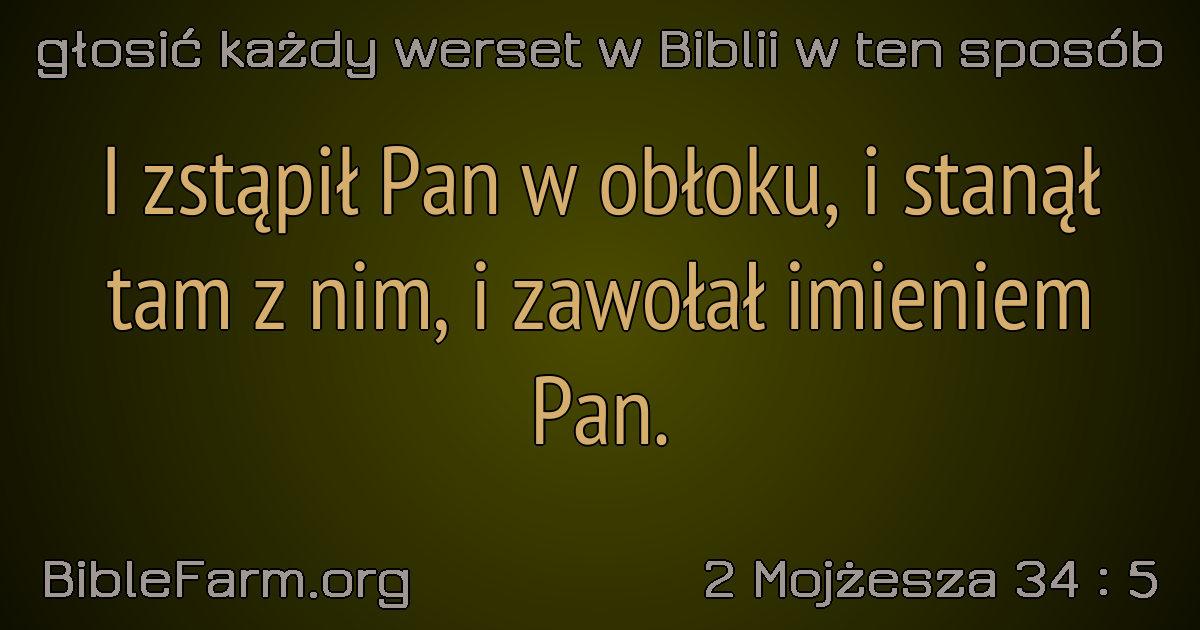 głosić każdy werset w Biblii w ten sposób
I zstąpił Pan w obłoku, i stanął
tam z nim, i zawołał imieniem
Pan.
BibleFarm.org
2 Mojżesza 34 : 5